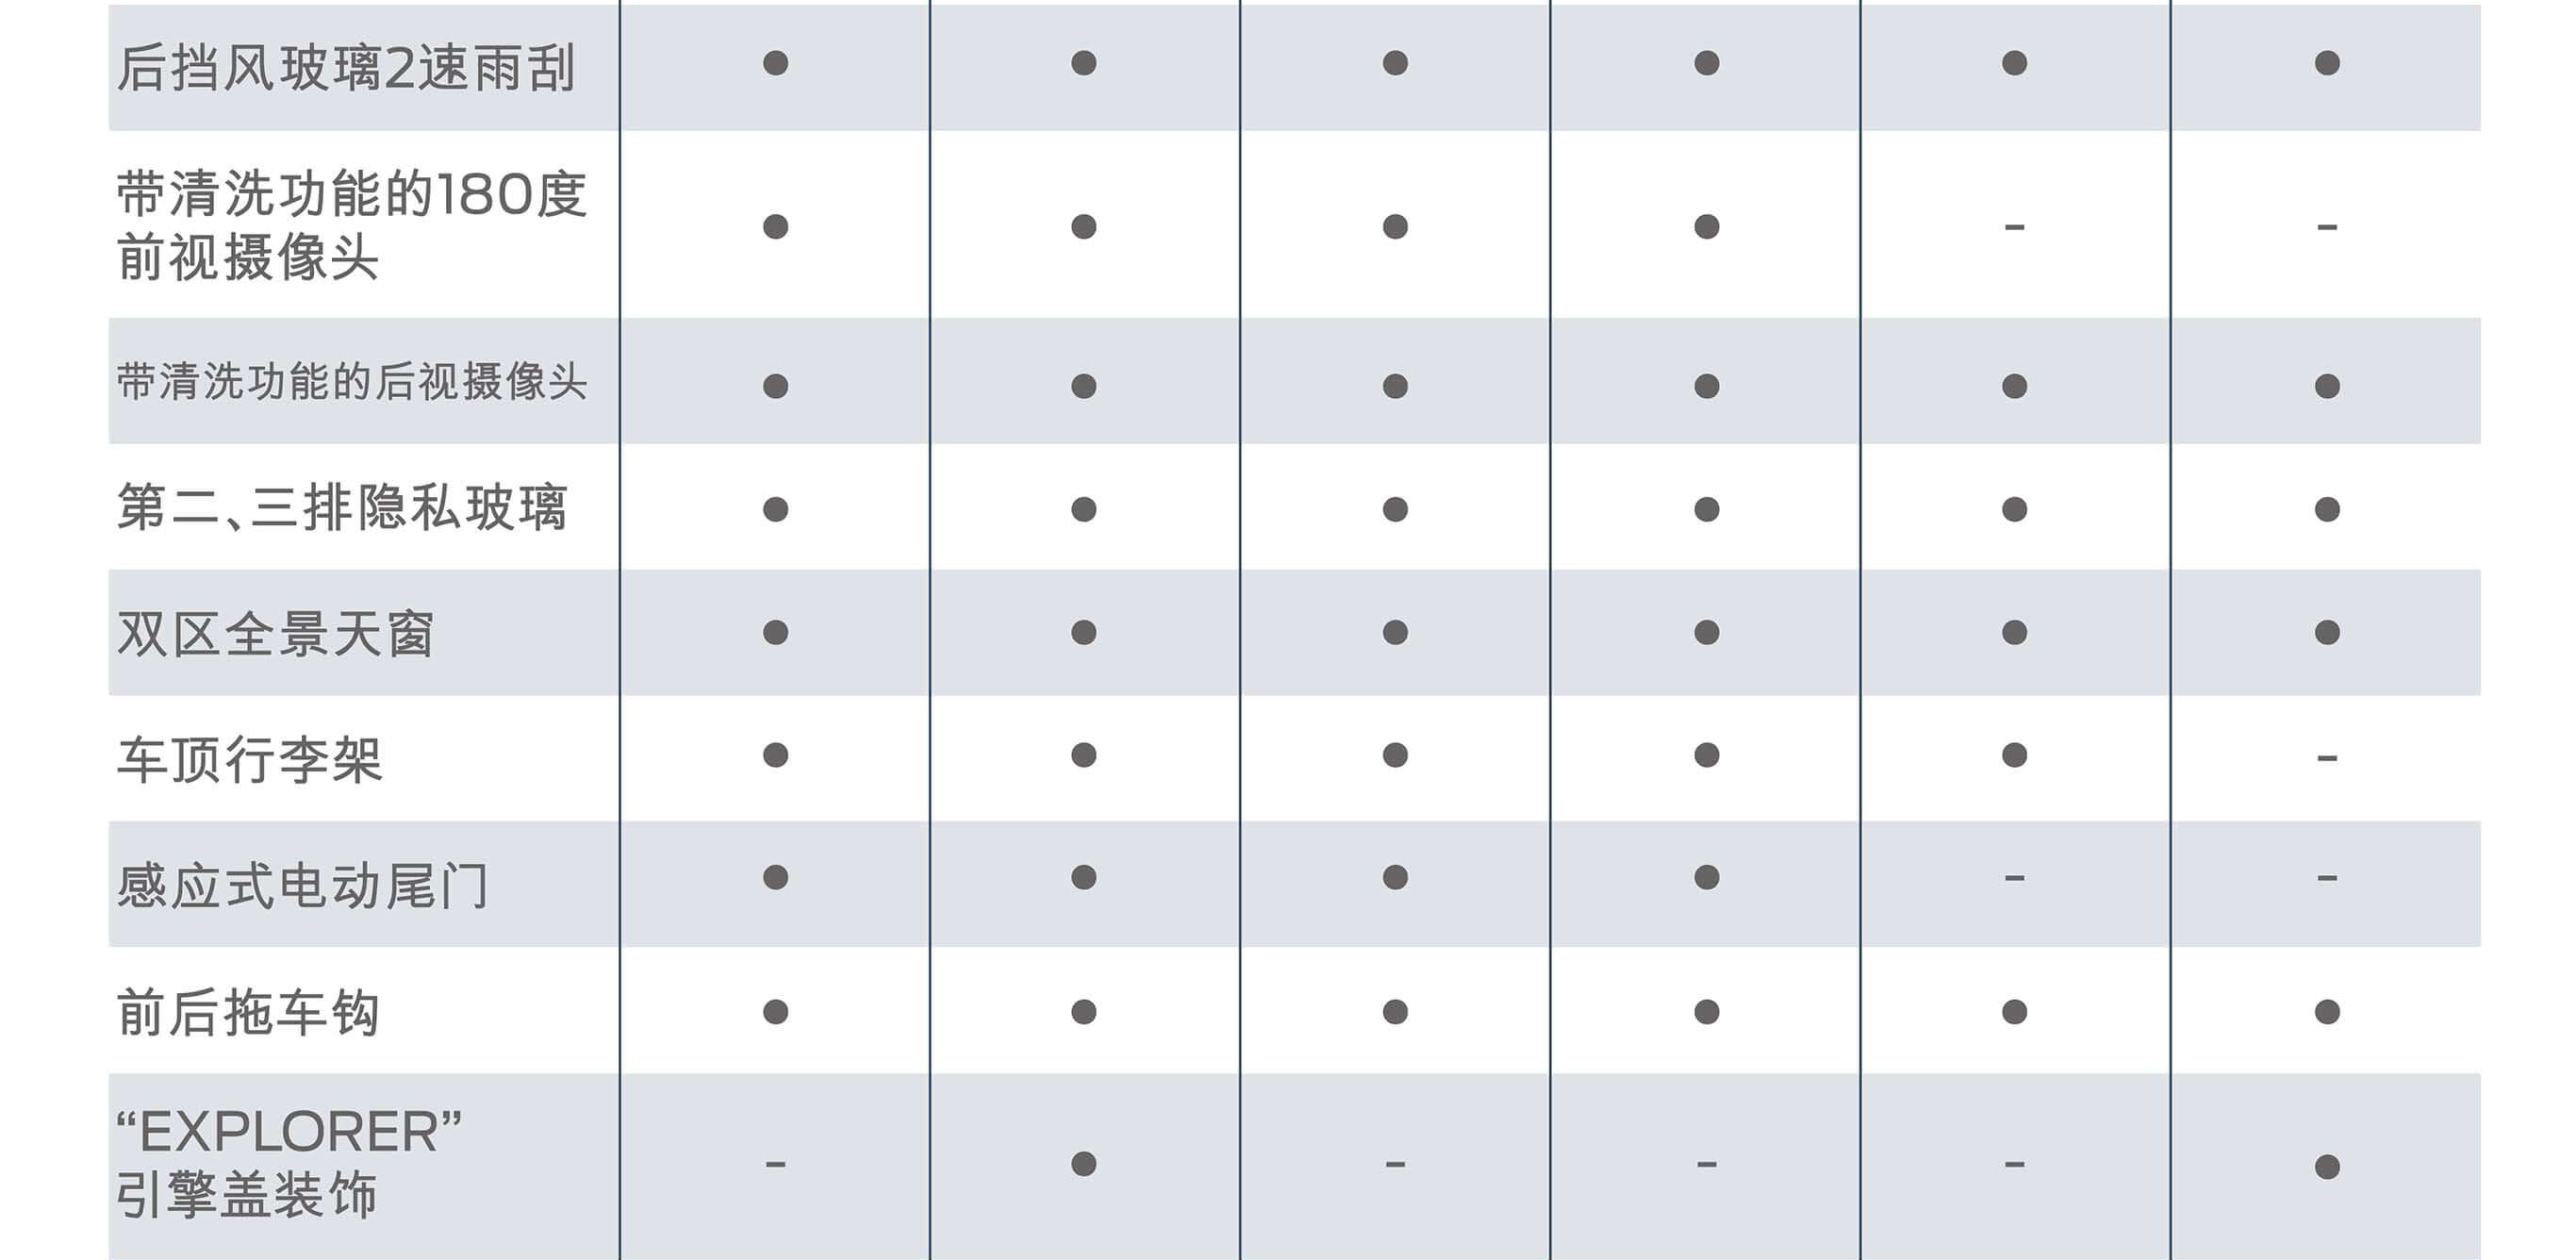 后挡风玻璃2速雨刮 ● ● ● ● ● ●
带清洗功能的180度
前视摄像头 ● ● ● ● - -
带清洗功能的后视摄像头 ● ● ● ● ● ●
第二、三排隐私玻璃 ● ● ● ● ● ●
双区全景天窗 ● ● ● ● ● ●
车顶行李架 ● ● ● ● ● -
感应式电动尾门 ● ● ● ● - -
前后拖车钩 ● ● ● ● ● ●
“EXPLORER”
引擎盖装饰 - ● - - - ●